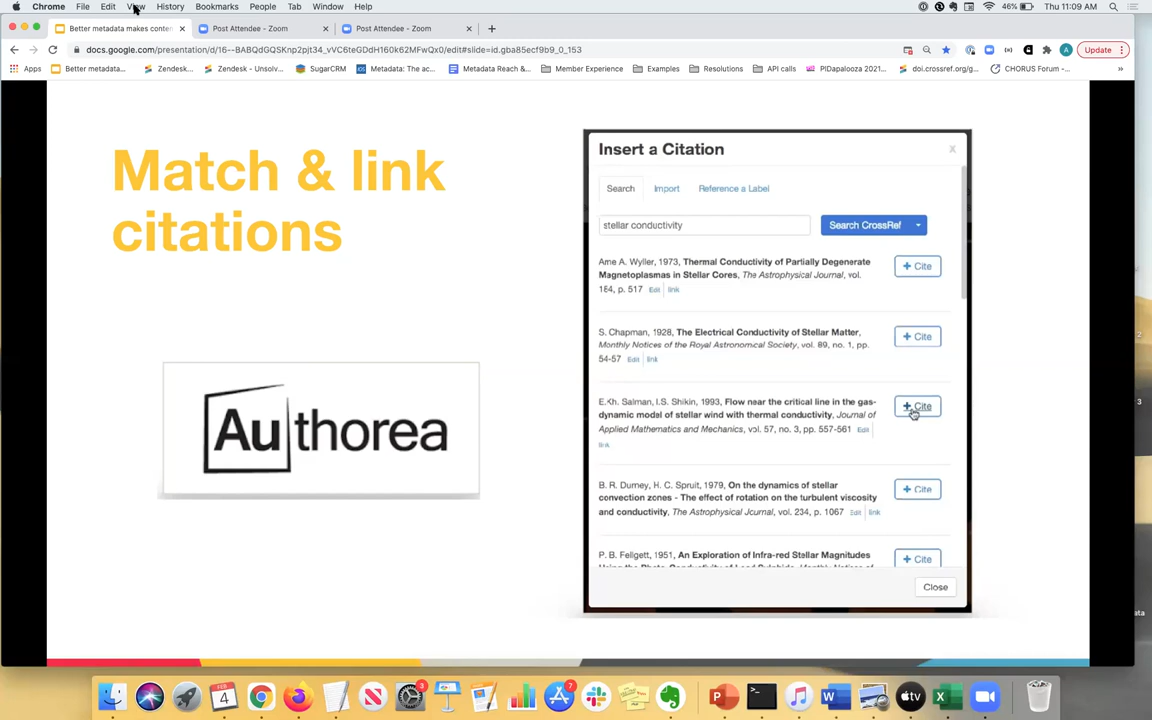 Chrome File Edit View History Bookmarks People Tab Window Help
46% Thu 11:09 AM
Better metadata makes conten
Post Attendee - Zoom
Post Attendee - Zoom
docs.google.com/presentation/d/16--BABQdGQSKnp2pjt34_vVC6teGDdH160k62MFwQx0/edit#slide=id.gba85ecf9b9_0_153
A
Update
Apps
Better metadata...
Zendesk...
Zendesk - Unsolv...
SugarCRM
Metadata: The ac...
Metadata Reach &...
Member Experience
Examples
Resolutions
API calls
PIDapalooza 2021...
doi.crossref.org/g...
CHORUS Forum -...
»
Match & link
citations
Authorea
Insert a Citation
x
Search Import Reference a Label
stellar conductivity
Search CrossRef
Arne A. Wyller, 1973, Thermal Conductivity of Partially Degenerate
Magnetoplasmas in Stellar Cores, The Astrophysical Journal, vol.
184, p. 517 Edit link
+ Cite
S. Chapman, 1928, The Electrical Conductivity of Stellar Matter,
Monthly Notices of the Royal Astronomical Society, vol. 89, no. 1, pp.
54-57 Edit link
+ Cite
E.Kh. Salman, I.S. Shikin, 1993, Flow near the critical line in the gas-
dynamic model of stellar wind with thermal conductivity, Journal of
Applied Mathematics and Mechanics, vol. 57, no. 3, pp. 557-561 Edit
link
+ Cite
B. R. Durney, H. C. Spruit, 1979, On the dynamics of stellar
convection zones - The effect of rotation on the turbulent viscosity
and conductivity, The Astrophysical Journal, vol. 234, p. 1067 Edit link
+ Cite
P. B. Fellgett, 1951, An Exploration of Infra-red Stellar Magnitudes
+ Cite
Close
2
3
ata
FEB
4
3
7
tv